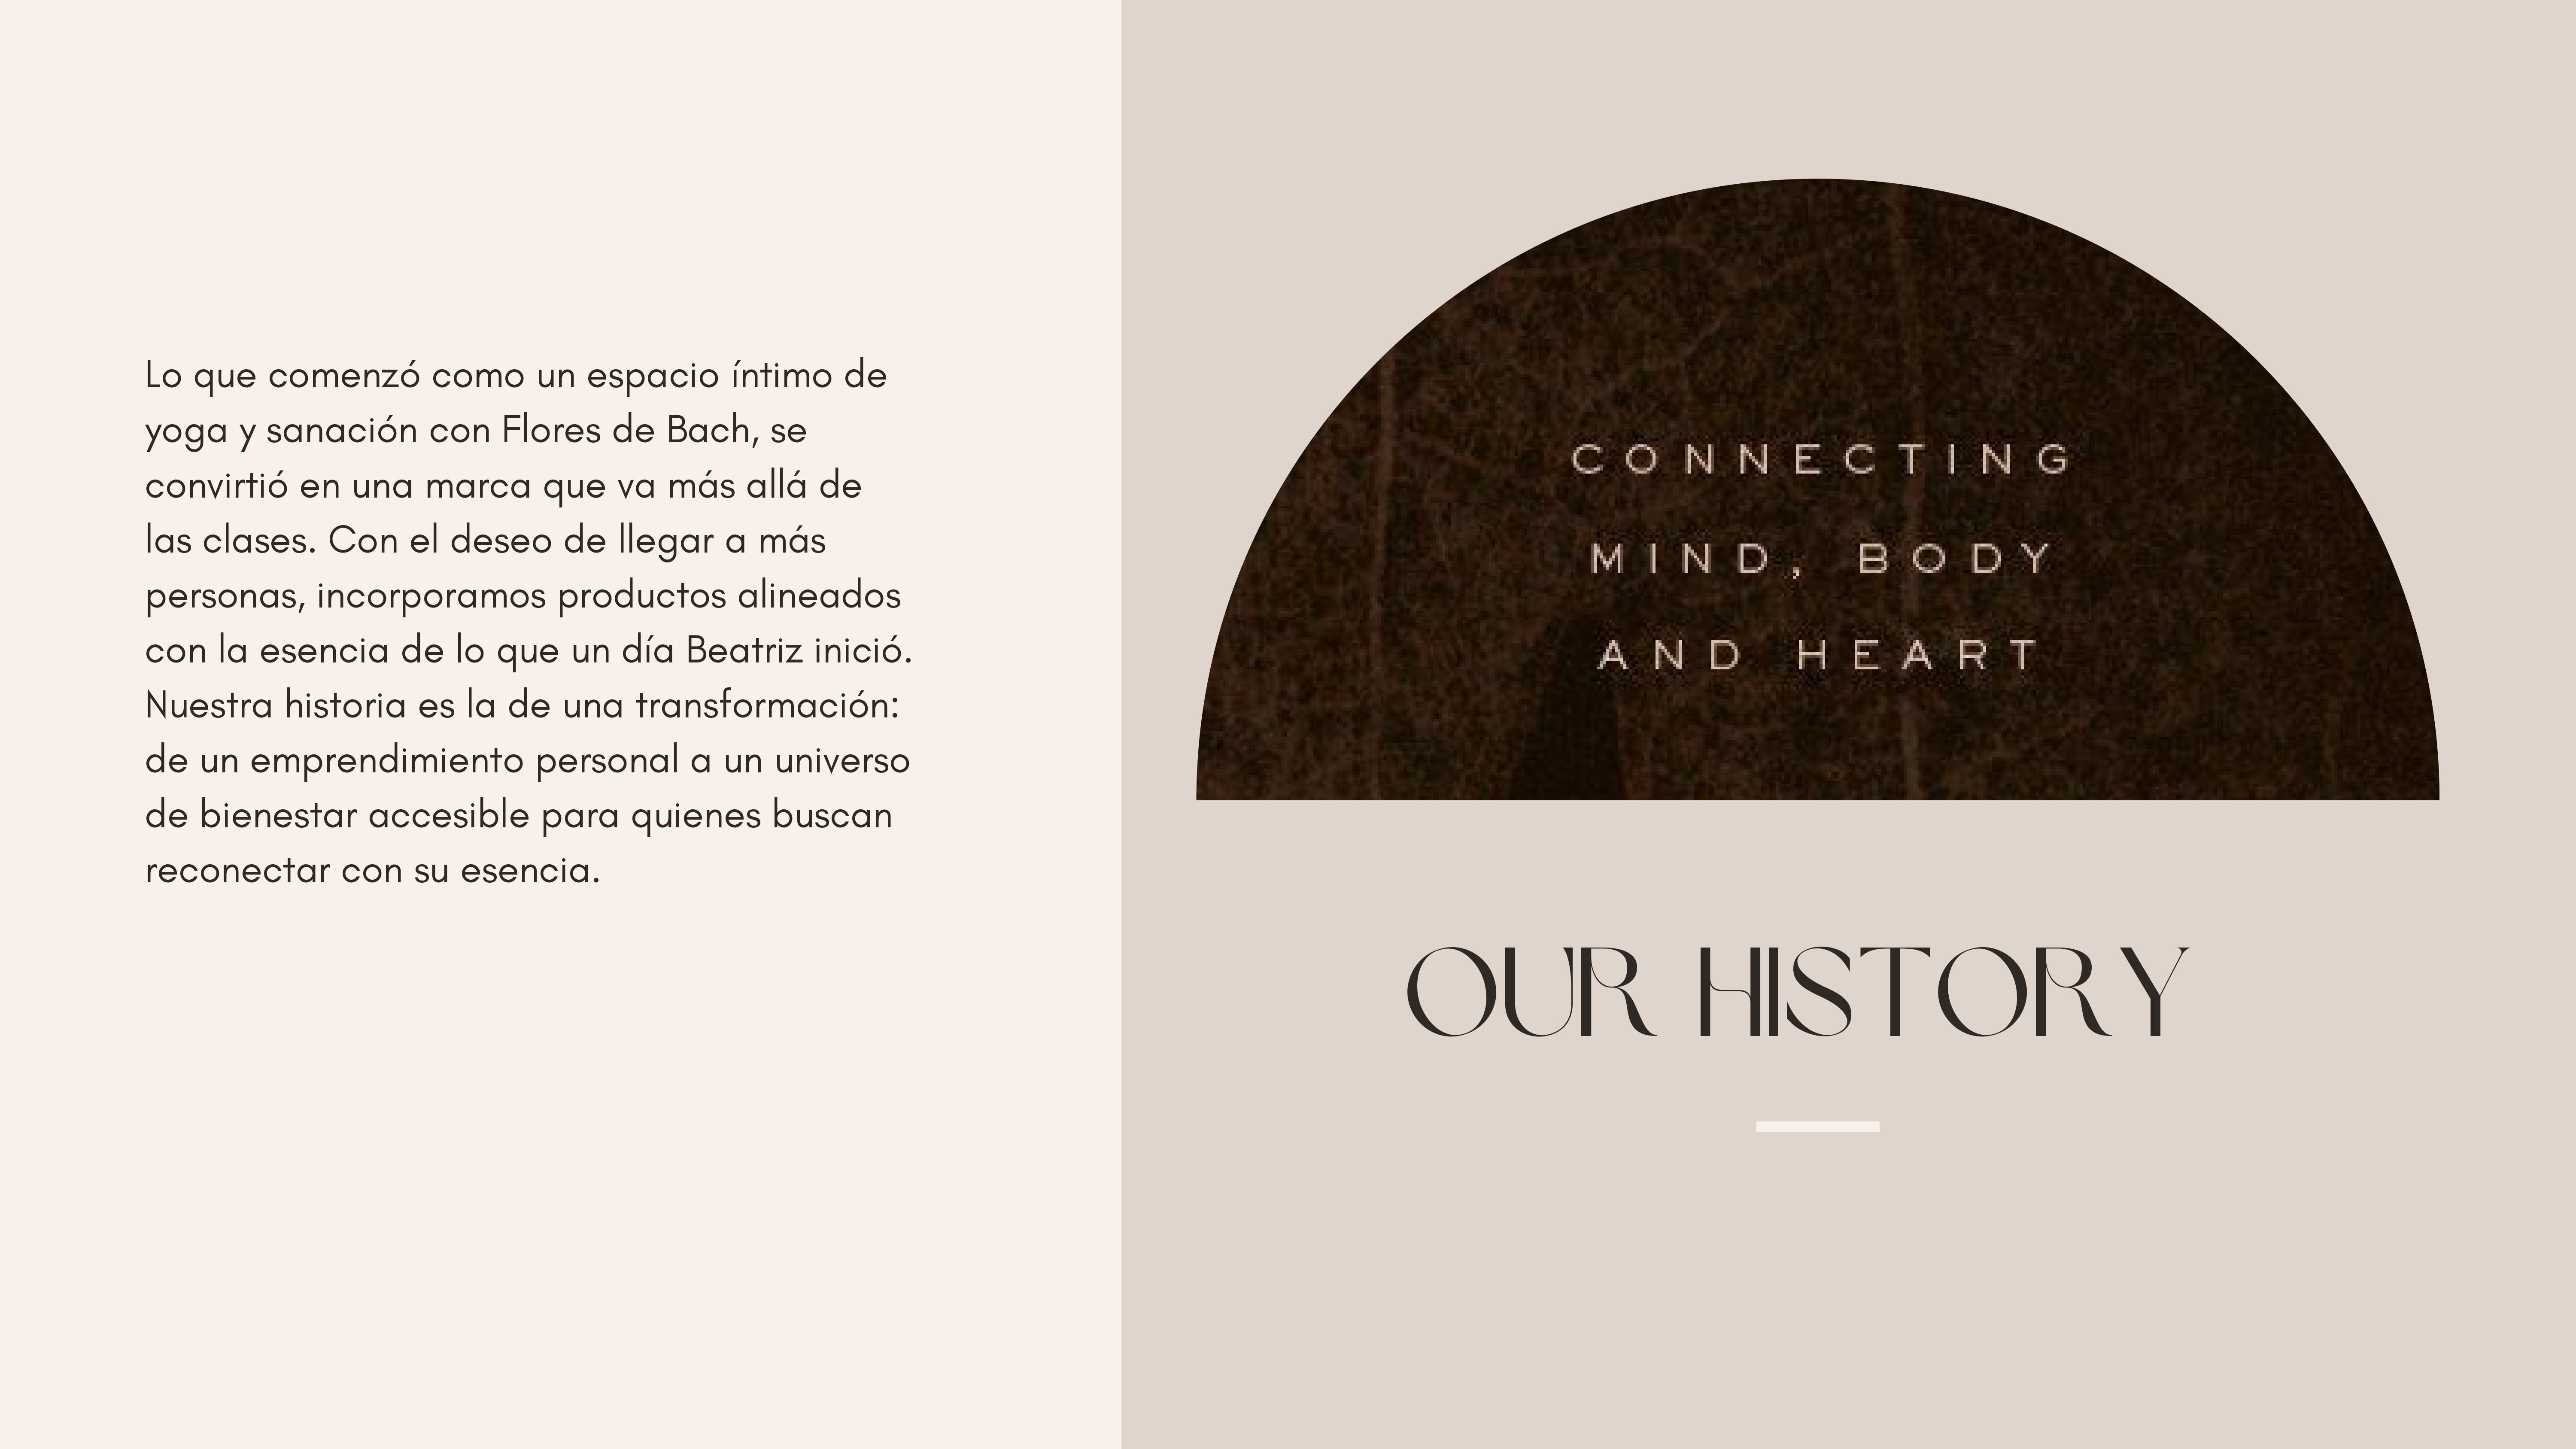 Lo que comenzó como un espacio íntimo de
yoga y sanación con Flores de Bach, se
convirtió en una marca que va más allá de
las clases. Con el deseo de llegar a más
personas, incorporamos productos alineados
con la esencia de lo que un día Beatriz inició.
Nuestra historia es la de una transformación:
de un emprendimiento personal a un universo
de bienestar accesible para quienes buscan
reconectar con su esencia.
CONNECTING
MIND, BODY
AND HEART
OUR HISTORY